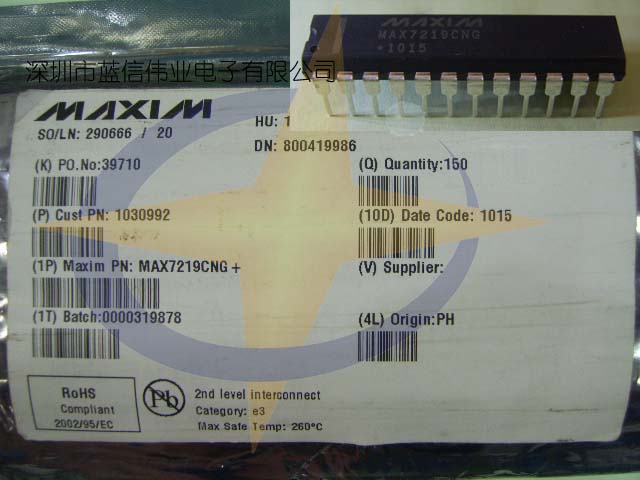 MAXIM
MAX7219CNG
1015
深圳市蓝信伟业电子有限公司
MAXIM
SO/LN: 290666 / 20
HU: 1
DN: 800419986
(K) PO.No:39710
(Q) Quantity:150
(P) Cust PN: 1030992
(10D) Date Code: 1015
(1P) Maxim PN: MAX7219CNG+
(V) Supplier:
(1T) Batch:0000319878
(4L) Origin:PH
RoHS
Compliant
2002/95/EC
Pb
2nd level interconnect
Category: e3
Max Safe Temp: 260°C